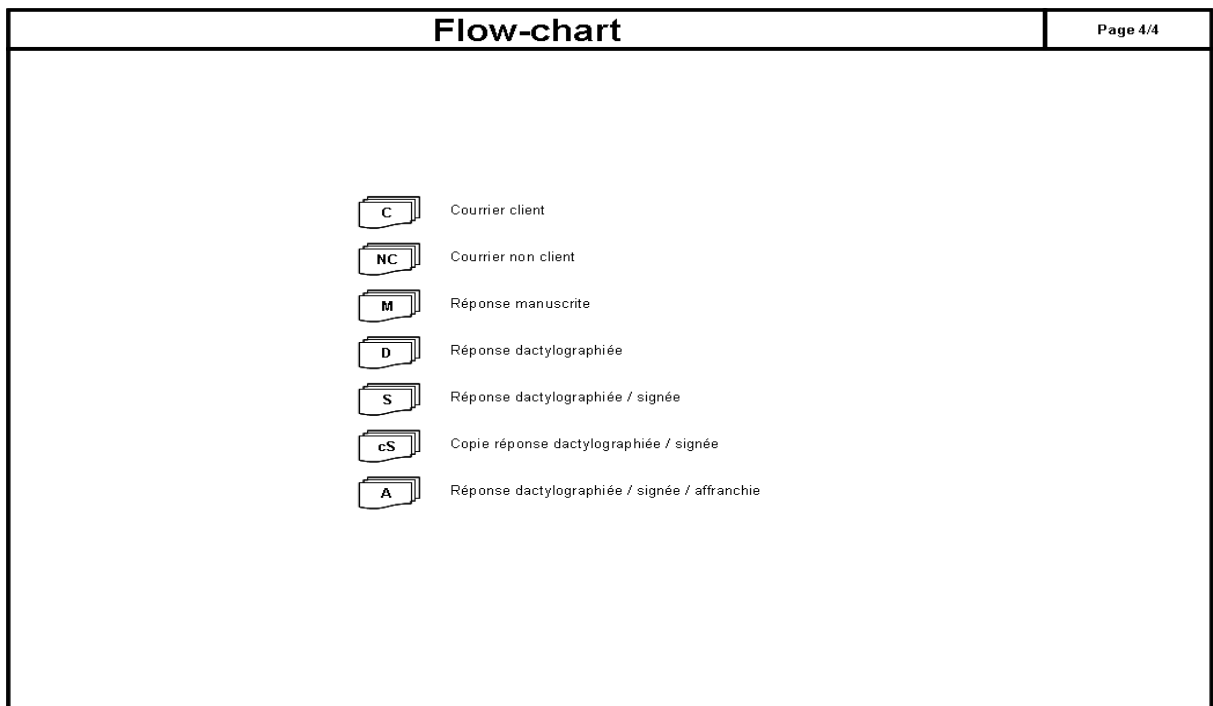 Flow-chart
Page 4/4
C Courrier client
NC Courrier non client
M Réponse manuscrite
D Réponse dactylographiée
S Réponse dactylographiée / signée
cS Copie réponse dactylographiée / signée
A Réponse dactylographiée / signée / affranchie